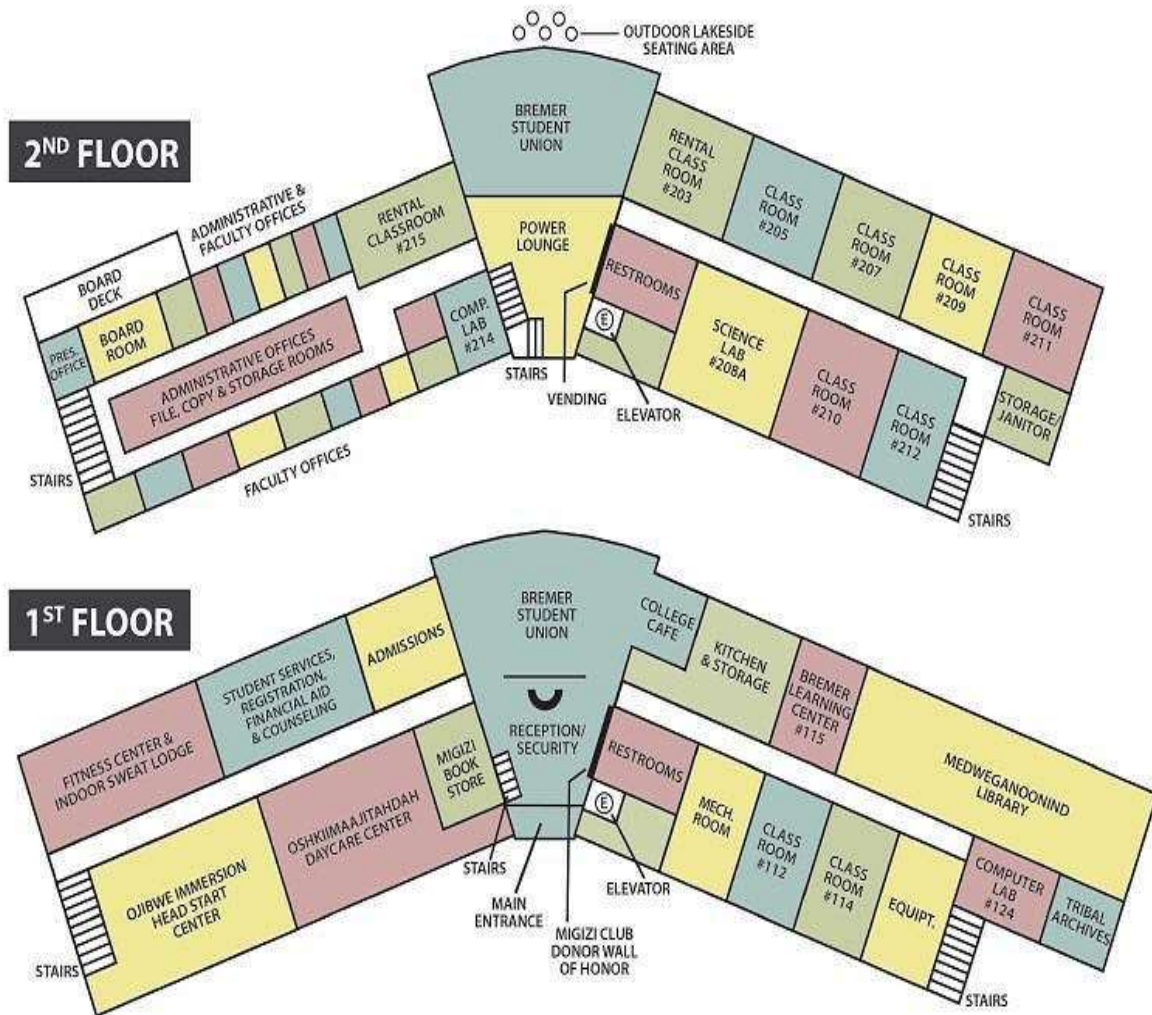 OUTDOOR LAKESIDE
SEATING AREA
2ND FLOOR
BREMER
STUDENT
UNION
RENTAL
CLASS
ROOM
#203
CLASS
ROOM
#205
CLASS
ROOM
#207
CLASS
ROOM
#209
CLASS
ROOM
#211
ADMINISTRATIVE &
FACULTY OFFICES
RENTAL
CLASSROOM
#215
POWER
LOUNGE
BOARD
DECK
PRES.
OFFICE
BOARD
ROOM
ADMINISTRATIVE OFFICES
FILE, COPY & STORAGE ROOMS
COMP.
LAB
#214
RESTROOMS
E
SCIENCE
LAB
#208A
CLASS
ROOM
#210
CLASS
ROOM
#212
STORAGE/
JANITOR
STAIRS
VENDING
ELEVATOR
STAIRS
FACULTY OFFICES
STAIRS
1ST FLOOR
BREMER
STUDENT
UNION
COLLEGE
CAFE
KITCHEN
& STORAGE
BREMER
LEARNING
CENTER
#115
MEDWEGANOONIND
LIBRARY
ADMISSIONS
STUDENT SERVICES,
REGISTRATION,
FINANCIAL AID
& COUNSELING
FITNESS CENTER &
INDOOR SWEAT LODGE
RECEPTION/
SECURITY
MIGIZI
BOOK
STORE
OSHKIIMAAJITAHDAH
DAYCARE CENTER
OJIBWE IMMERSION
HEAD START
CENTER
RESTROOMS
E
MECH.
ROOM
CLASS
ROOM
#112
CLASS
ROOM
#114
EQUIPT.
COMPUTER
LAB
#124
TRIBAL
ARCHIVES
STAIRS
MAIN
ENTRANCE
ELEVATOR
MIGIZI CLUB
DONOR WALL
OF HONOR
STAIRS
STAIRS